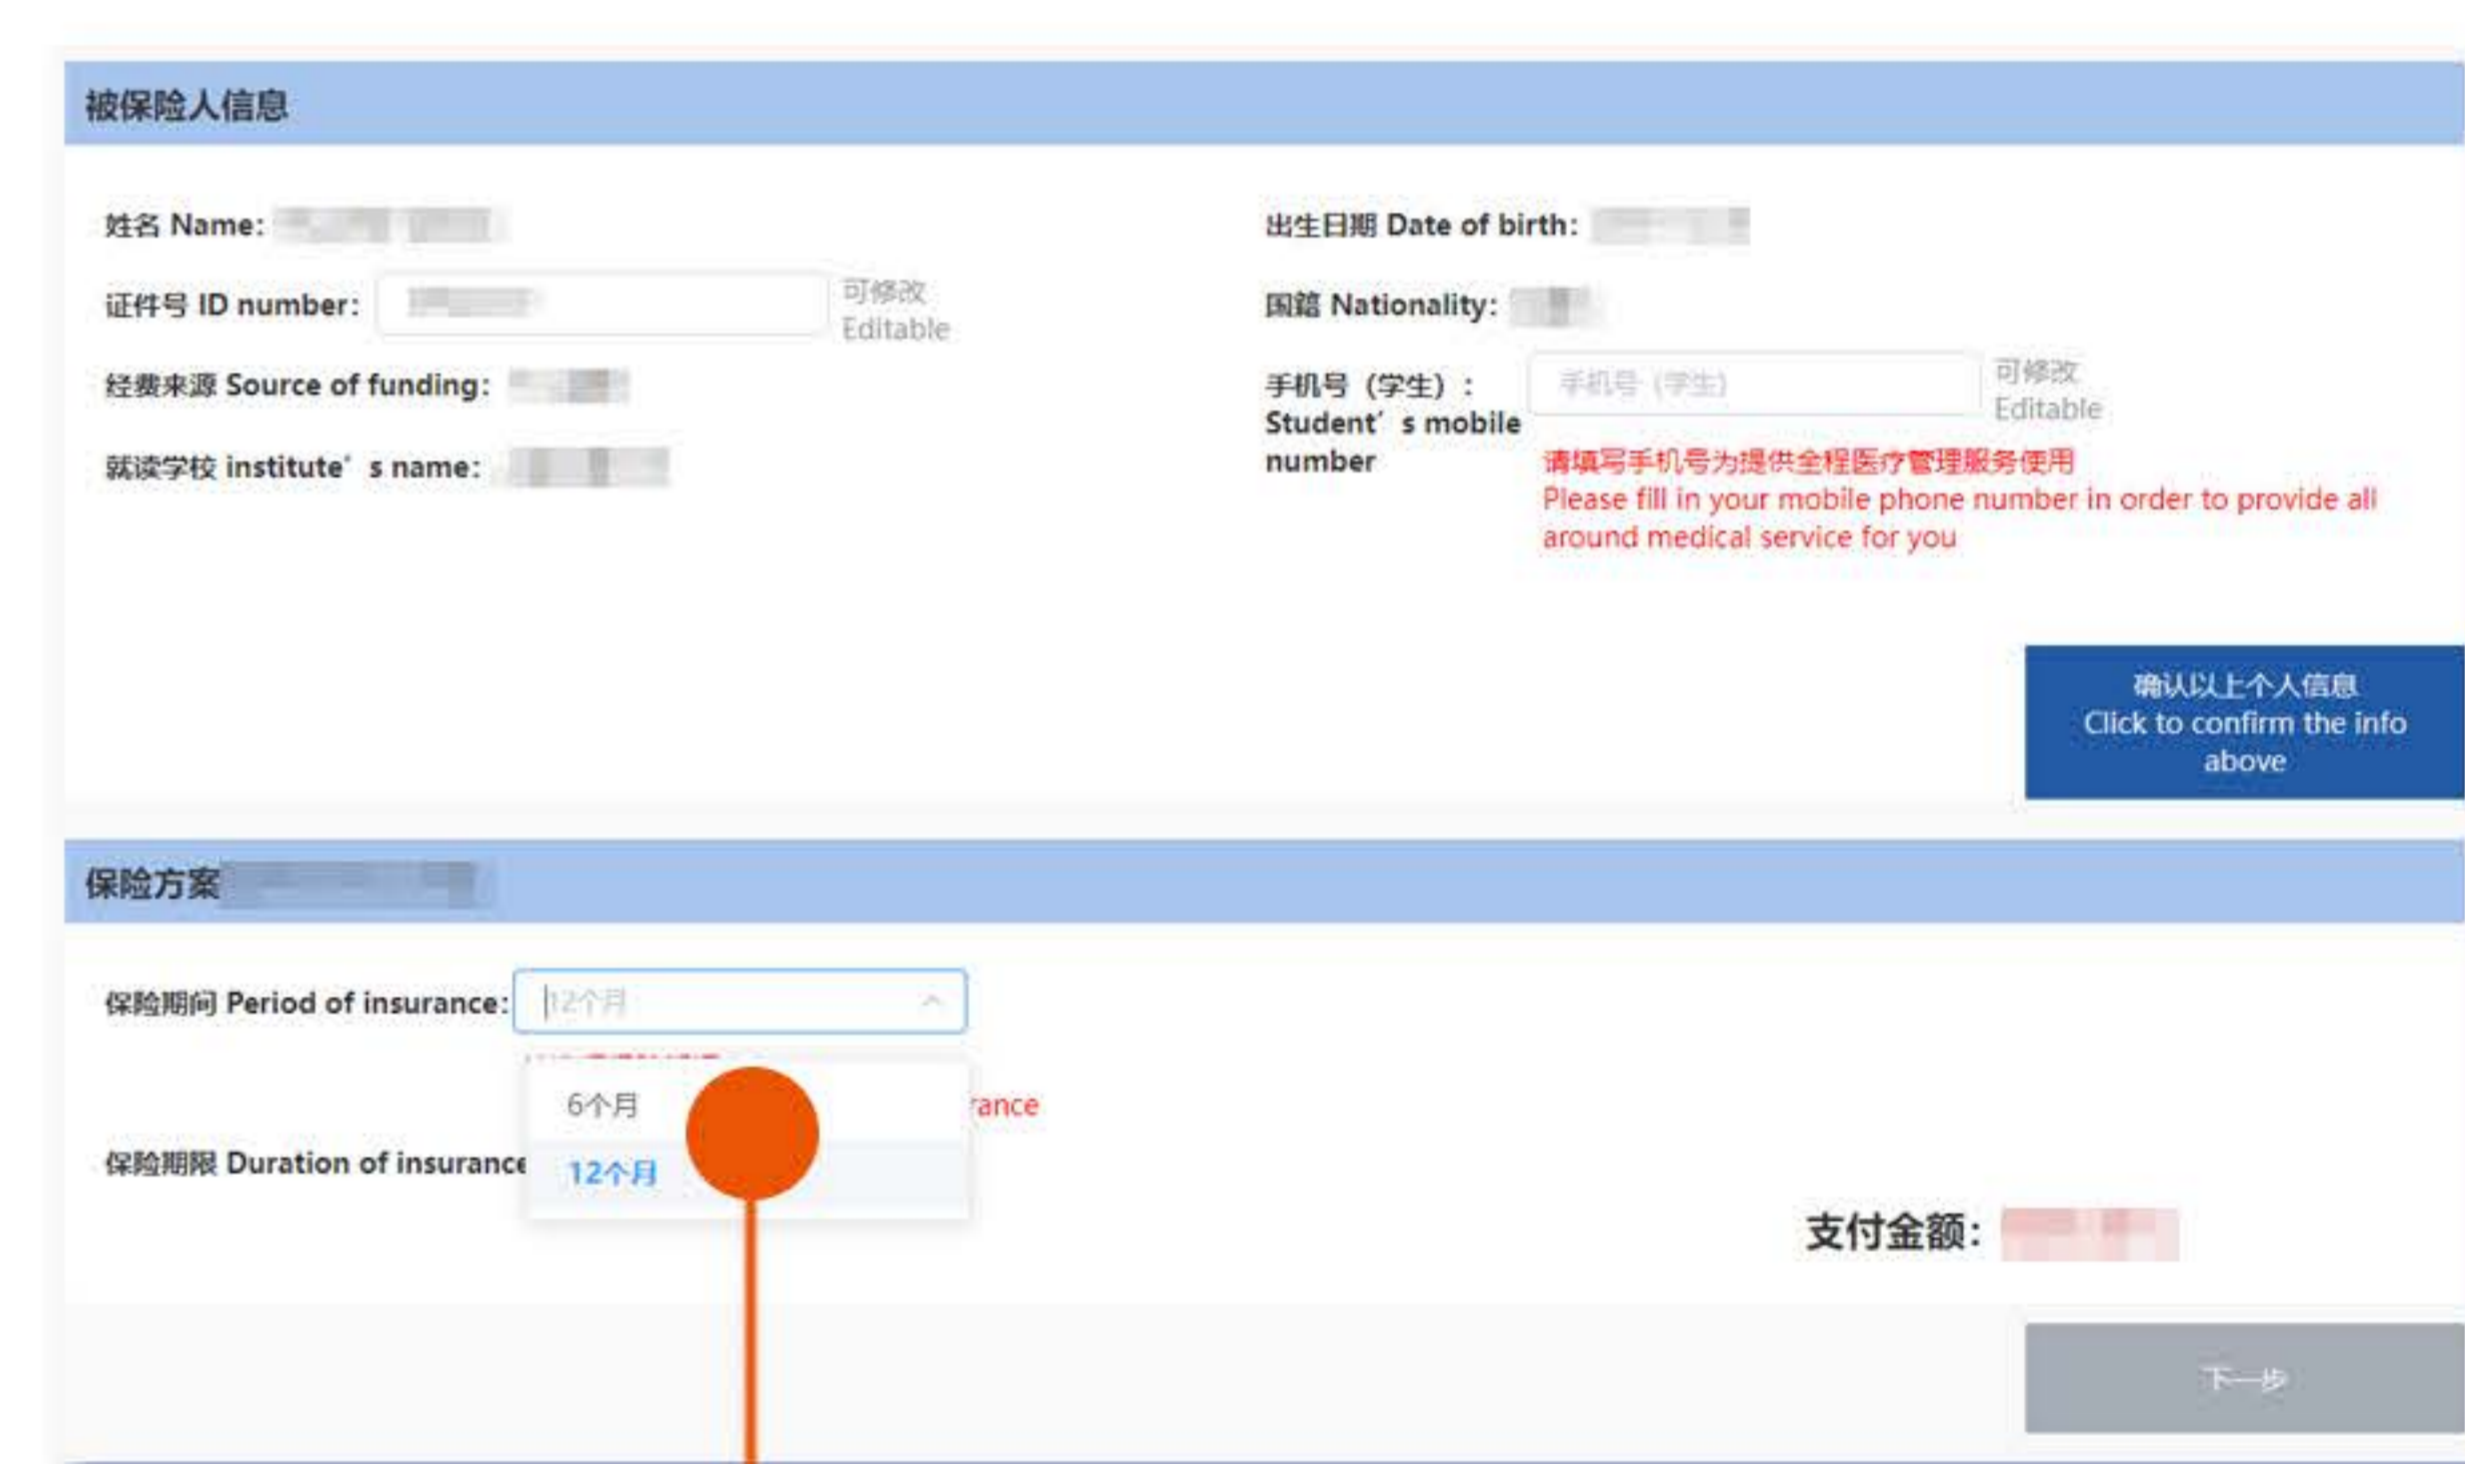 被保险人信息
姓名 Name:
出生日期 Date of birth:
证件号 ID number:
可修改
Editable
国籍 Nationality:
经费来源 Source of funding:
手机号（学生）:
Student’s mobile
number
手机号（学生）
可修改
Editable
就读学校 institute’s name:
请填写手机号为提供全程医疗管理服务使用
Please fill in your mobile phone number in order to provide all
around medical service for you
确认以上个人信息
Click to confirm the info
above
保险方案
保险期间 Period of insurance:
12个月
6个月
rance
保险期限 Duration of insurance
12个月
支付金额:
下一步